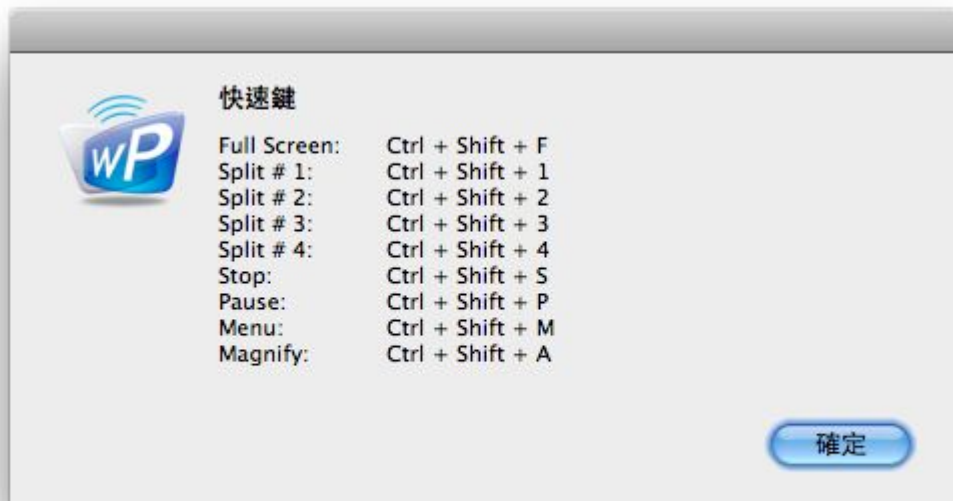 wP
快速鍵
Full Screen: Ctrl + Shift + F
Split # 1: Ctrl + Shift + 1
Split # 2: Ctrl + Shift + 2
Split # 3: Ctrl + Shift + 3
Split # 4: Ctrl + Shift + 4
Stop: Ctrl + Shift + S
Pause: Ctrl + Shift + P
Menu: Ctrl + Shift + M
Magnify: Ctrl + Shift + A
確定